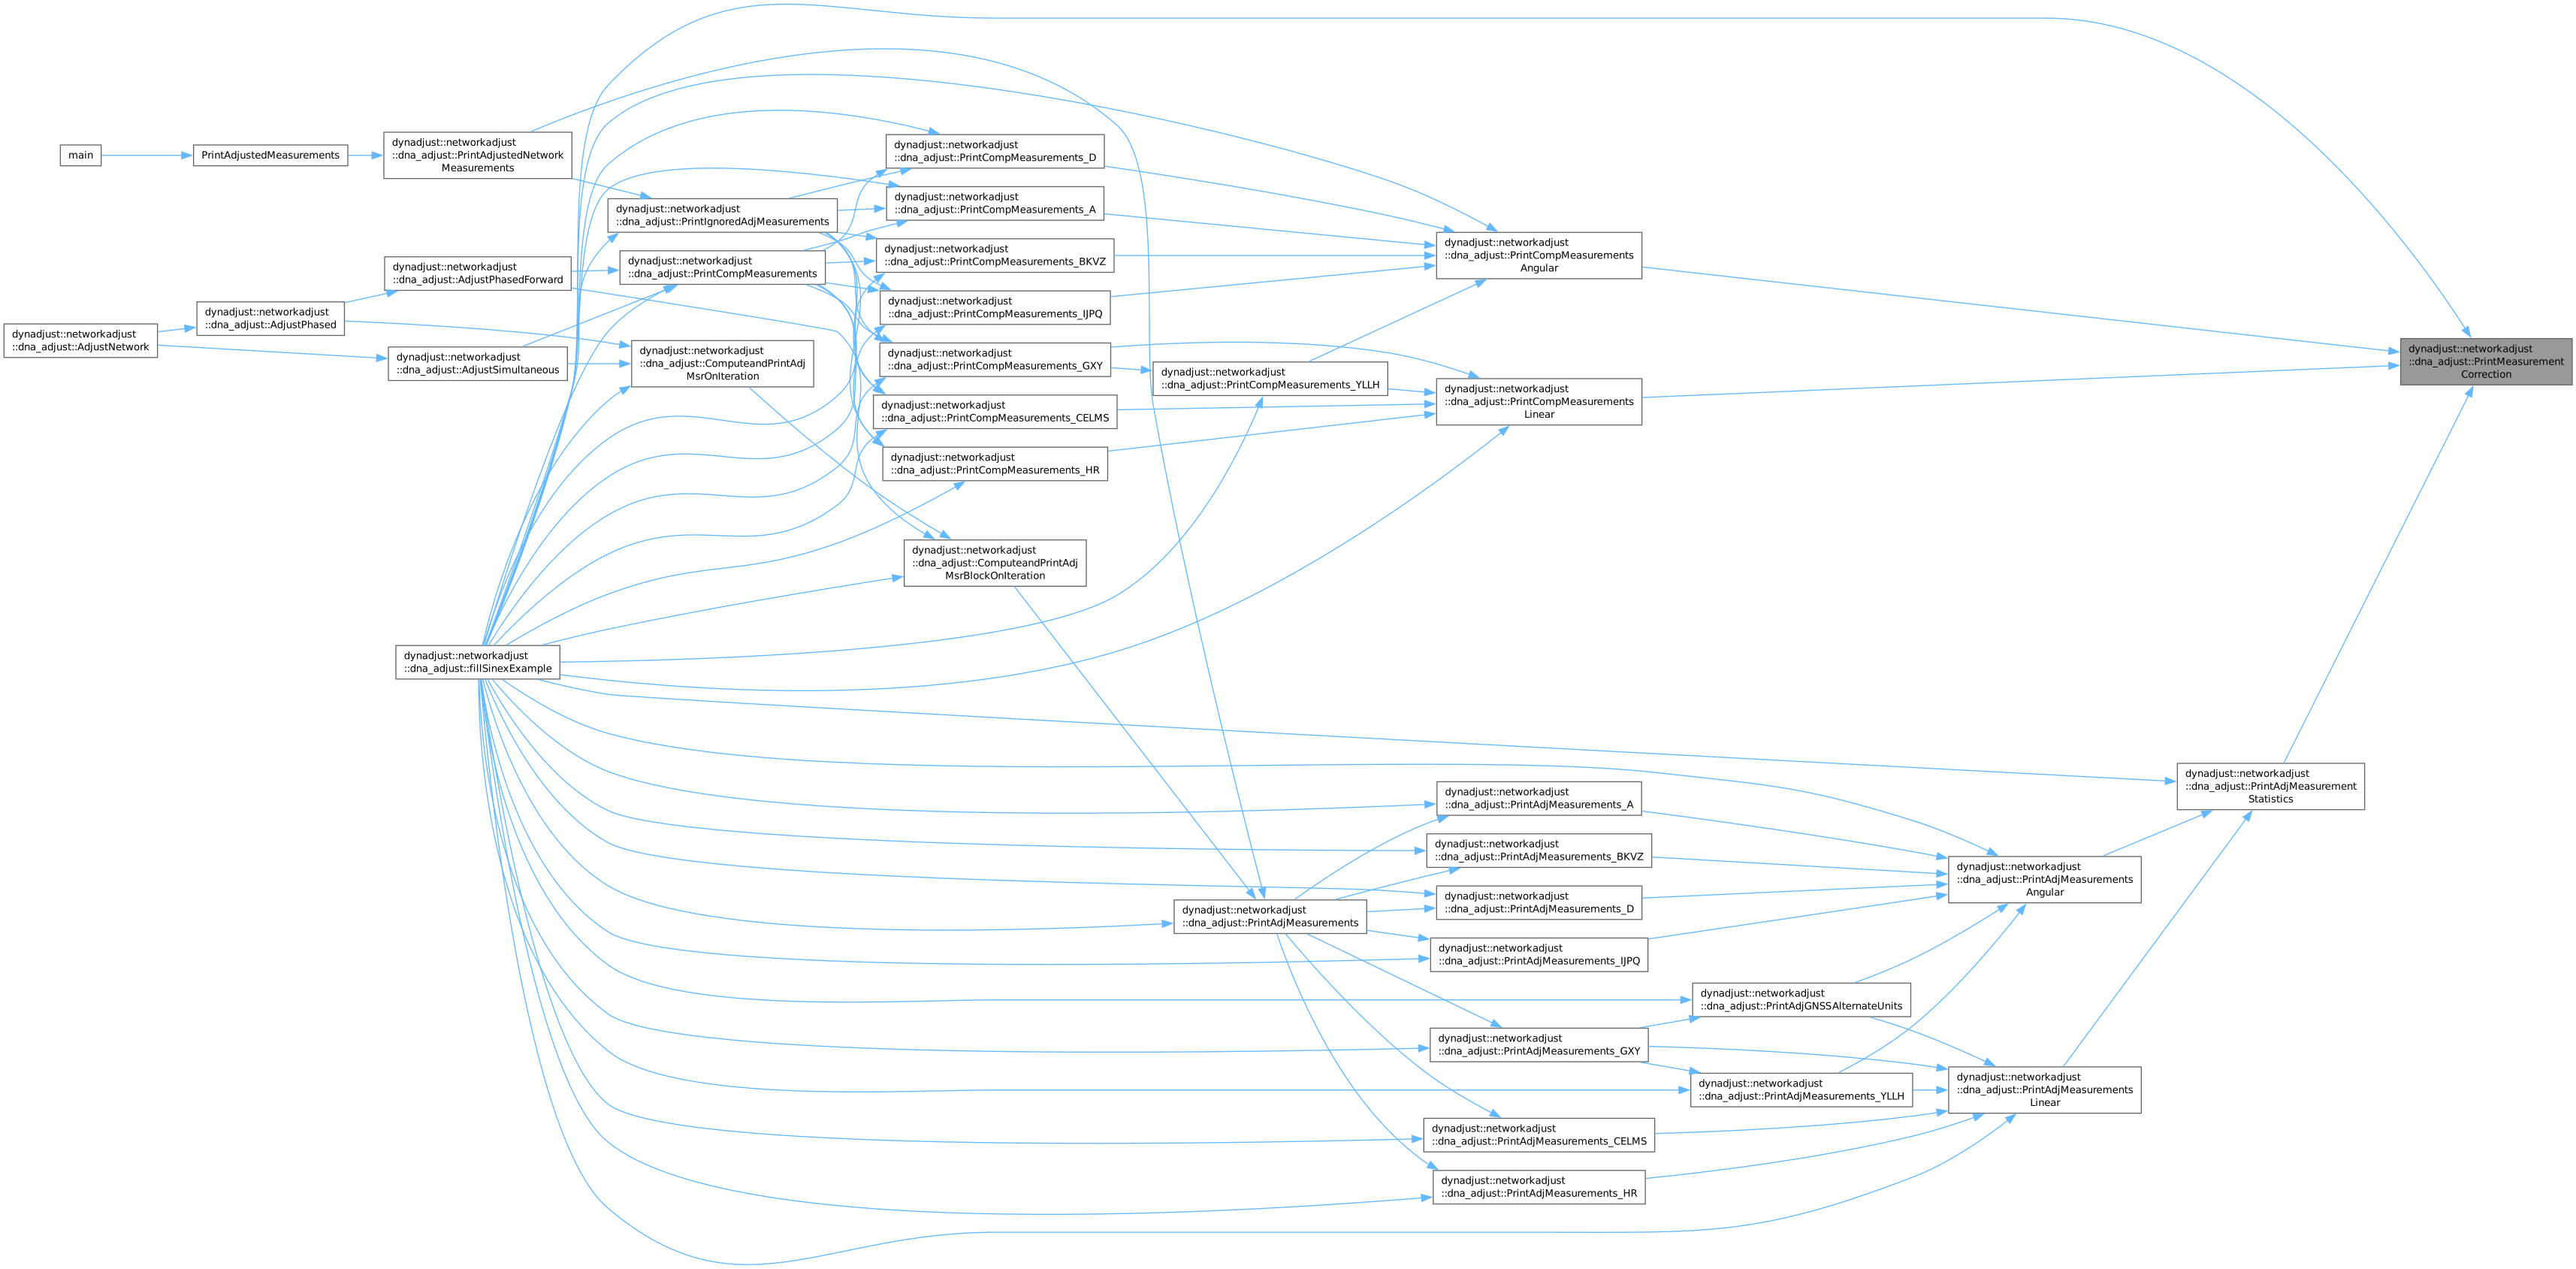 main
PrintAdjustedMeasurements
dynadjust::networkadjust
::dna_adjust::PrintAdjustedNetwork
Measurements
dynadjust::networkadjust
::dna_adjust::PrintIgnoredAdjMeasurements
dynadjust::networkadjust
::dna_adjust::PrintCompMeasurements
dynadjust::networkadjust
::dna_adjust::AdjustPhasedForward
dynadjust::networkadjust
::dna_adjust::AdjustPhased
dynadjust::networkadjust
::dna_adjust::AdjustNetwork
dynadjust::networkadjust
::dna_adjust::AdjustSimultaneous
dynadjust::networkadjust
::dna_adjust::ComputeandPrintAdj
MsrOnIteration
dynadjust::networkadjust
::dna_adjust::PrintCompMeasurements_D
dynadjust::networkadjust
::dna_adjust::PrintCompMeasurements_A
dynadjust::networkadjust
::dna_adjust::PrintCompMeasurements_BKVZ
dynadjust::networkadjust
::dna_adjust::PrintCompMeasurements_IJPQ
dynadjust::networkadjust
::dna_adjust::PrintCompMeasurements_GXY
dynadjust::networkadjust
::dna_adjust::PrintCompMeasurements_CELMS
dynadjust::networkadjust
::dna_adjust::PrintCompMeasurements_HR
dynadjust::networkadjust
::dna_adjust::PrintCompMeasurements_YLLH
dynadjust::networkadjust
::dna_adjust::PrintCompMeasurements
Angular
dynadjust::networkadjust
::dna_adjust::PrintCompMeasurements
Linear
dynadjust::networkadjust
::dna_adjust::PrintMeasurement
Correction
dynadjust::networkadjust
::dna_adjust::ComputeandPrintAdj
MsrBlockOnIteration
dynadjust::networkadjust
::dna_adjust::fillSinexExample
dynadjust::networkadjust
::dna_adjust::PrintAdjMeasurement
Statistics
dynadjust::networkadjust
::dna_adjust::PrintAdjMeasurements_A
dynadjust::networkadjust
::dna_adjust::PrintAdjMeasurements_BKVZ
dynadjust::networkadjust
::dna_adjust::PrintAdjMeasurements_D
dynadjust::networkadjust
::dna_adjust::PrintAdjMeasurements
Angular
dynadjust::networkadjust
::dna_adjust::PrintAdjMeasurements
dynadjust::networkadjust
::dna_adjust::PrintAdjMeasurements_IJPQ
dynadjust::networkadjust
::dna_adjust::PrintAdjGNSSAlternateUnits
dynadjust::networkadjust
::dna_adjust::PrintAdjMeasurements_GXY
dynadjust::networkadjust
::dna_adjust::PrintAdjMeasurements_YLLH
dynadjust::networkadjust
::dna_adjust::PrintAdjMeasurements
Linear
dynadjust::networkadjust
::dna_adjust::PrintAdjMeasurements_CELMS
dynadjust::networkadjust
::dna_adjust::PrintAdjMeasurements_HR